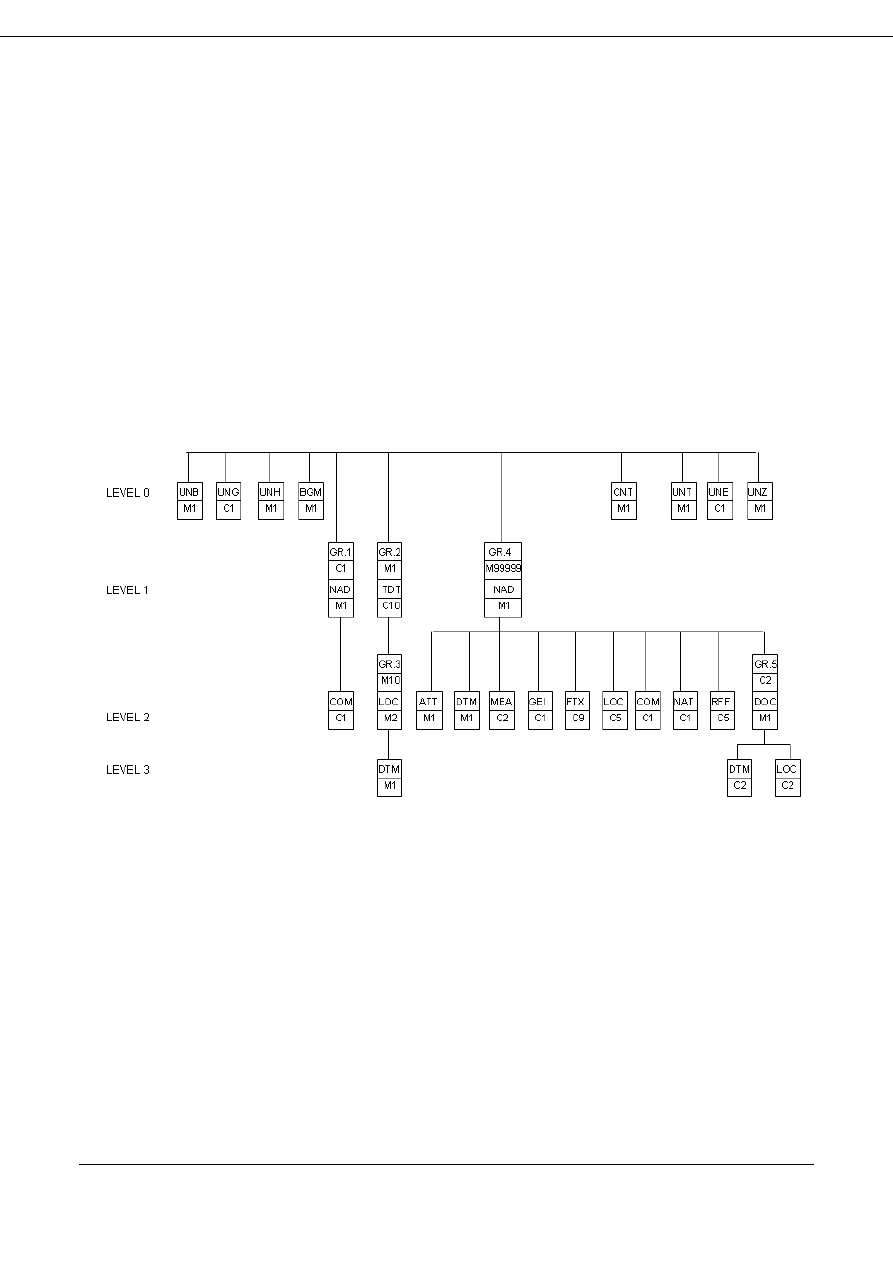 LEVEL 0
UNB UNG UNH BGM CNT UNT UNE UNZ
M1 C1 M1 M1 M1 M1 C1 M1
GR.1 GR.2 GR.4
C1 M1 M99999
LEVEL 1
NAD TDT NAD
M1 C10 M1
GR.3 GR.5
M10 C2
LEVEL 2
COM LOC ATT DTM MEA GEI FTX LOC COM NAT RFF DOC
C1 M2 M1 M1 C2 C1 C9 C5 C1 C1 C5 M1
LEVEL 3
DTM DTM LOC
M1 C2 C2